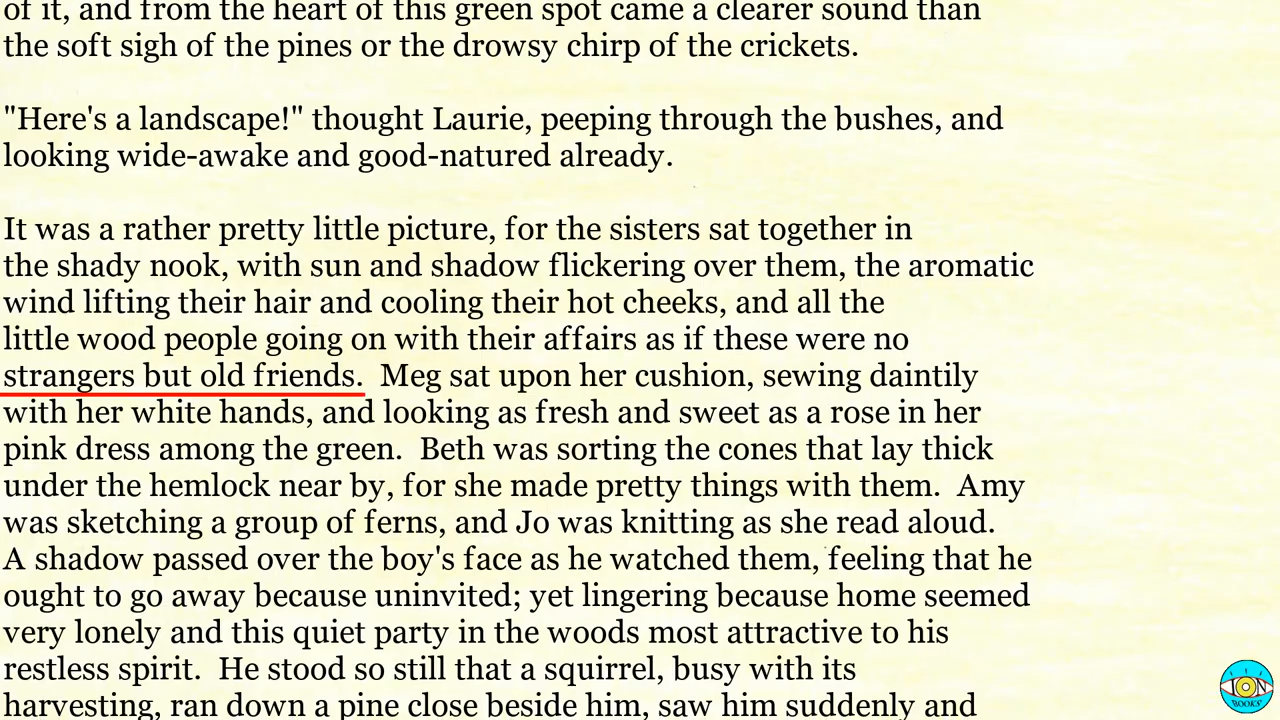 of it, and from the heart of this green spot came a clearer sound than
the soft sigh of the pines or the drowsy chirp of the crickets.
"Here's a landscape!" thought Laurie, peeping through the bushes, and
looking wide-awake and good-natured already.
It was a rather pretty little picture, for the sisters sat together in
the shady nook, with sun and shadow flickering over them, the aromatic
wind lifting their hair and cooling their hot cheeks, and all the
little wood people going on with their affairs as if these were no
strangers but old friends.  Meg sat upon her cushion, sewing daintily
with her white hands, and looking as fresh and sweet as a rose in her
pink dress among the green.  Beth was sorting the cones that lay thick
under the hemlock near by, for she made pretty things with them.  Amy
was sketching a group of ferns, and Jo was knitting as she read aloud.
A shadow passed over the boy's face as he watched them, feeling that he
ought to go away because uninvited; yet lingering because home seemed
very lonely and this quiet party in the woods most attractive to his
restless spirit.  He stood so still that a squirrel, busy with its
harvesting, ran down a pine close beside him, saw him suddenly and
ION
BOOKS